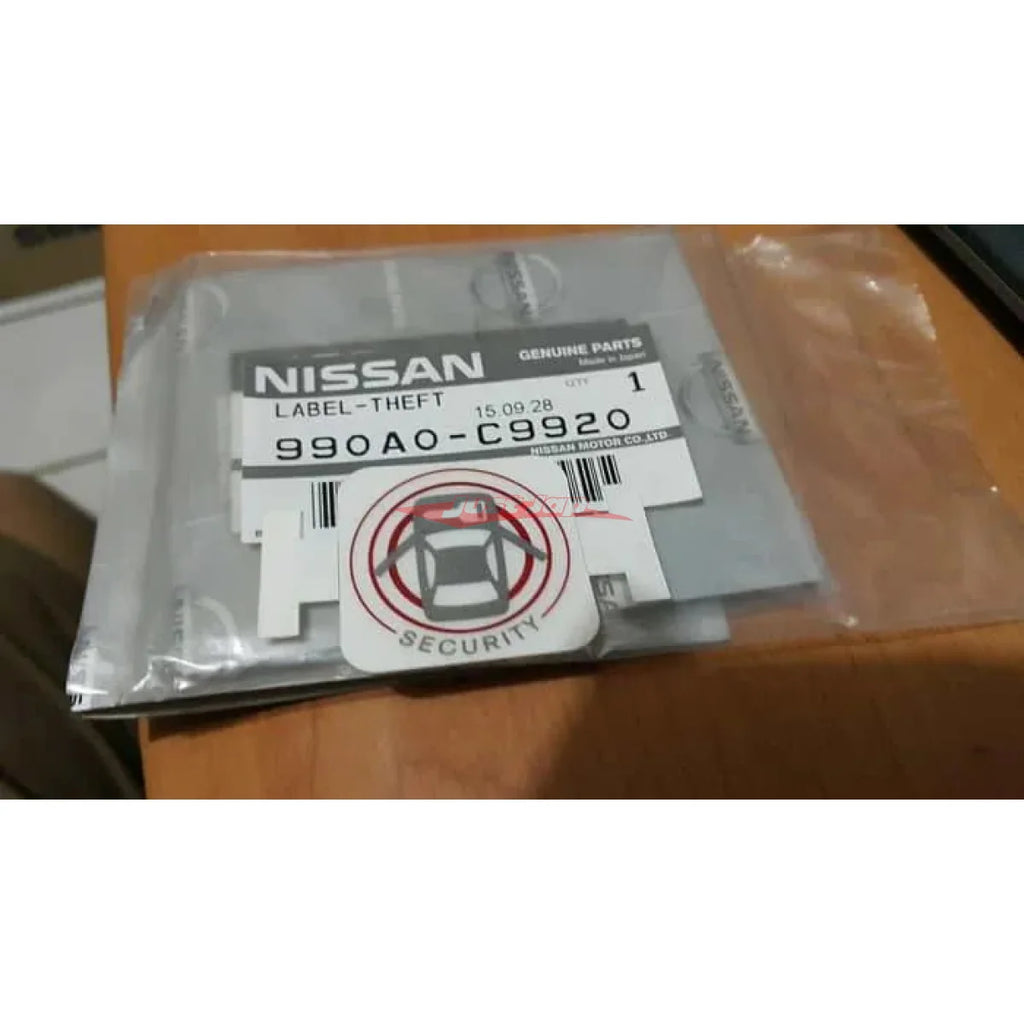 NISSAN
NISSAN GENUINE PARTS
Made in Japan
LABEL-THEFT 15.09.28 QTY 1
990A0-C9920
NISSAN MOTOR CO.,LTD
NISSAN
SECURITY